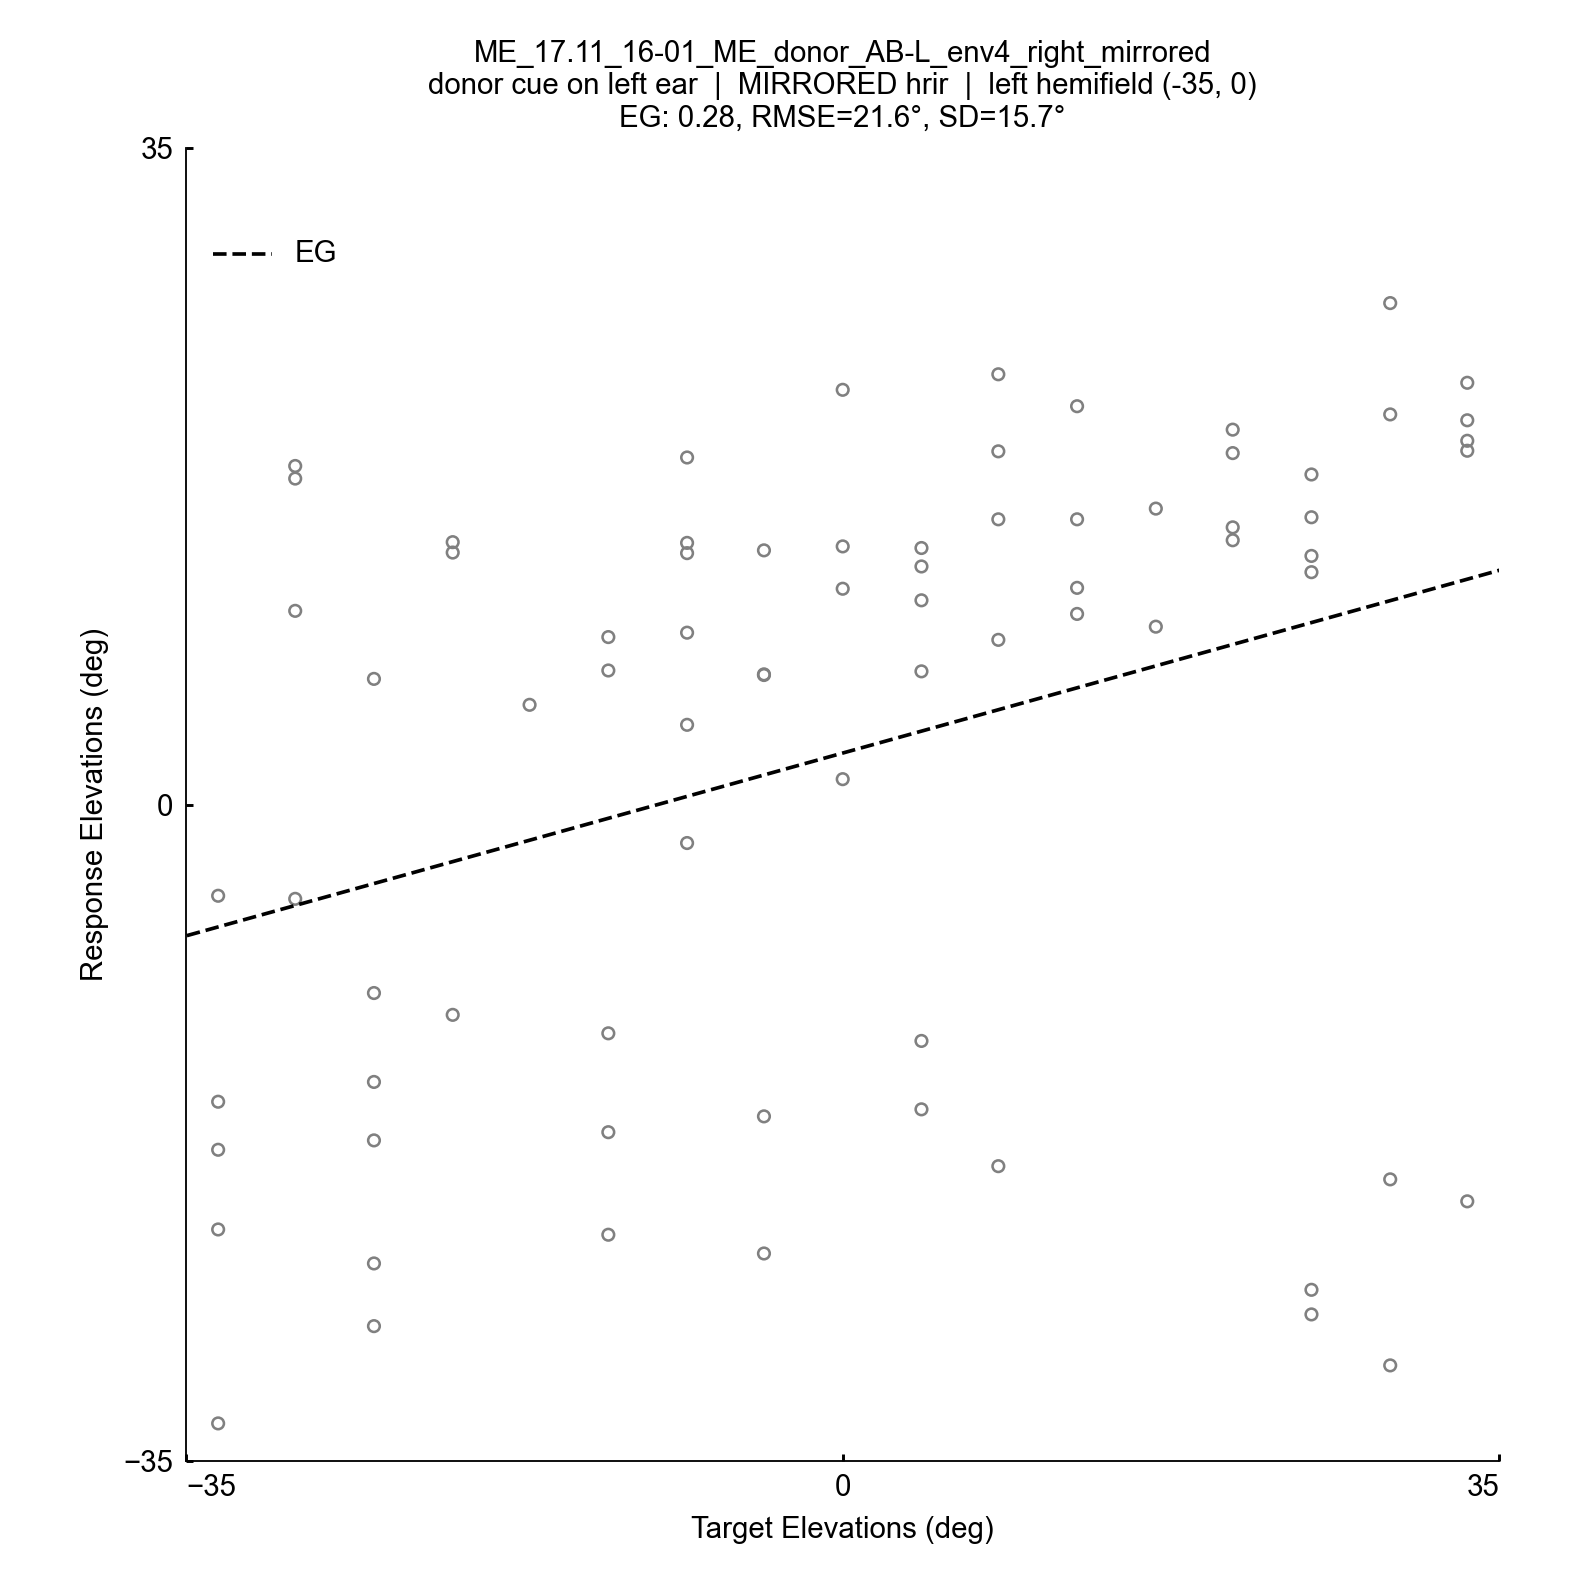 ME_17.11_16-01_ME_donor_AB-L_env4_right_mirrored
donor cue on left ear | MIRRORED hrir | left hemifield (-35, 0)
EG: 0.28, RMSE=21.6°, SD=15.7°
35
EG
Response Elevations (deg)
0
−35
−35
0
35
Target Elevations (deg)